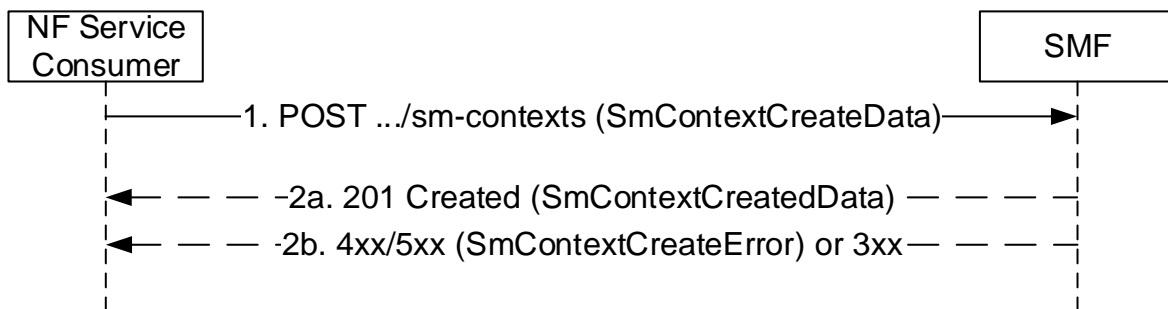 NF Service
Consumer
SMF
1. POST .../sm-contexts (SmContextCreateData)
2a. 201 Created (SmContextCreatedData)
2b. 4xx/5xx (SmContextCreateError) or 3xx